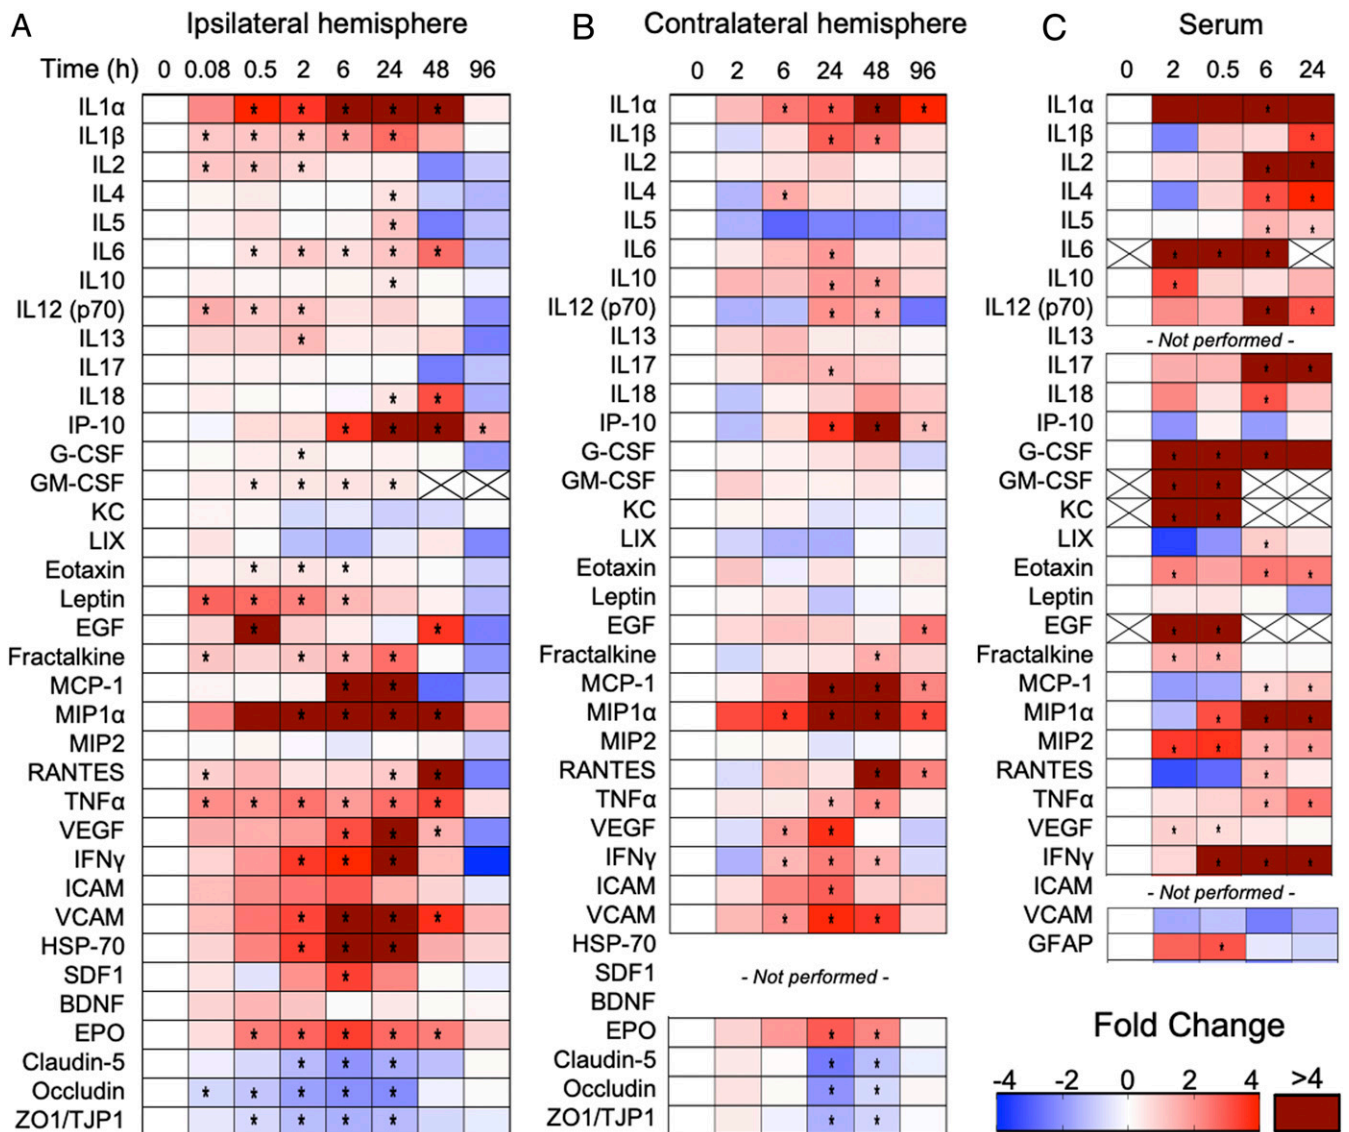 A Ipsilateral hemisphere
Time (h) 0 0.08 0.5 2 6 24 48 96
IL1α * * * * *
IL1β * * * * *
IL2 * * *
IL4 *
IL5 *
IL6 * * * * *
IL10 *
IL12 (p70) * * *
IL13 *
IL17
IL18 * *
IP-10 * * * *
G-CSF *
GM-CSF * * * *
KC
LIX
Eotaxin * * *
Leptin * * * *
EGF * *
Fractalkine * * * *
MCP-1 * *
MIP1α * * * *
MIP2
RANTES * * *
TNFα * * * * * *
VEGF * * *
IFNγ * * *
ICAM
VCAM * * * *
HSP-70 * * *
SDF1 *
BDNF
EPO * * * * *
Claudin-5 * * *
Occludin * * * * *
ZO1/TJP1 * * * *
B Contralateral hemisphere
0 2 6 24 48 96
IL1α * * * *
IL1β * *
IL2
IL4 *
IL5
IL6 *
IL10 * *
IL12 (p70) * *
IL13
IL17 *
IL18
IP-10 * * *
G-CSF
GM-CSF
KC
LIX
Eotaxin
Leptin
EGF *
Fractalkine *
MCP-1 * * *
MIP1α * * * *
MIP2
RANTES * *
TNFα * *
VEGF * *
IFNγ * * *
ICAM *
VCAM * * *
HSP-70
SDF1 - Not performed -
BDNF
EPO * *
Claudin-5 * *
Occludin * *
ZO1/TJP1 * *
C Serum
0 2 0.5 6 24
IL1α *
IL1β *
IL2 * *
IL4 * *
IL5 * *
IL6 * * *
IL10 *
IL12 (p70) * *
IL13 - Not performed -
IL17 * *
IL18 *
IP-10
G-CSF * * *
GM-CSF * *
KC * *
LIX *
Eotaxin * * *
Leptin
EGF * *
Fractalkine * *
MCP-1 * *
MIP1α * * *
MIP2 * * * *
RANTES *
TNFα * *
VEGF * *
IFNγ * * *
ICAM - Not performed -
VCAM
GFAP *
Fold Change
-4 -2 0 2 4 >4